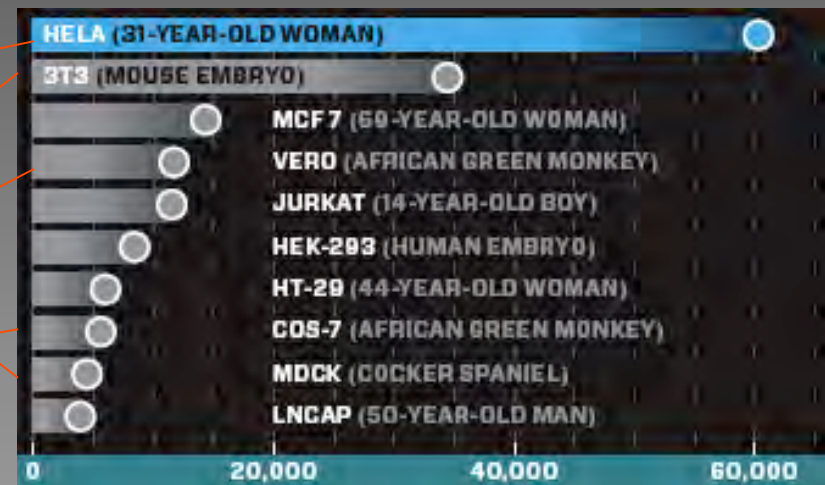 HELA (31-YEAR-OLD WOMAN)
3T3 (MOUSE EMBRYO)
MCF7 (69-YEAR-OLD WOMAN)
VERO (AFRICAN GREEN MONKEY)
JURKAT (14-YEAR-OLD BOY)
HEK-293 (HUMAN EMBRYO)
HT-29 (44-YEAR-OLD WOMAN)
COS-7 (AFRICAN GREEN MONKEY)
MDCK (COCKER SPANIEL)
LNCAP (50-YEAR-OLD MAN)
0 20,000 40,000 60,000